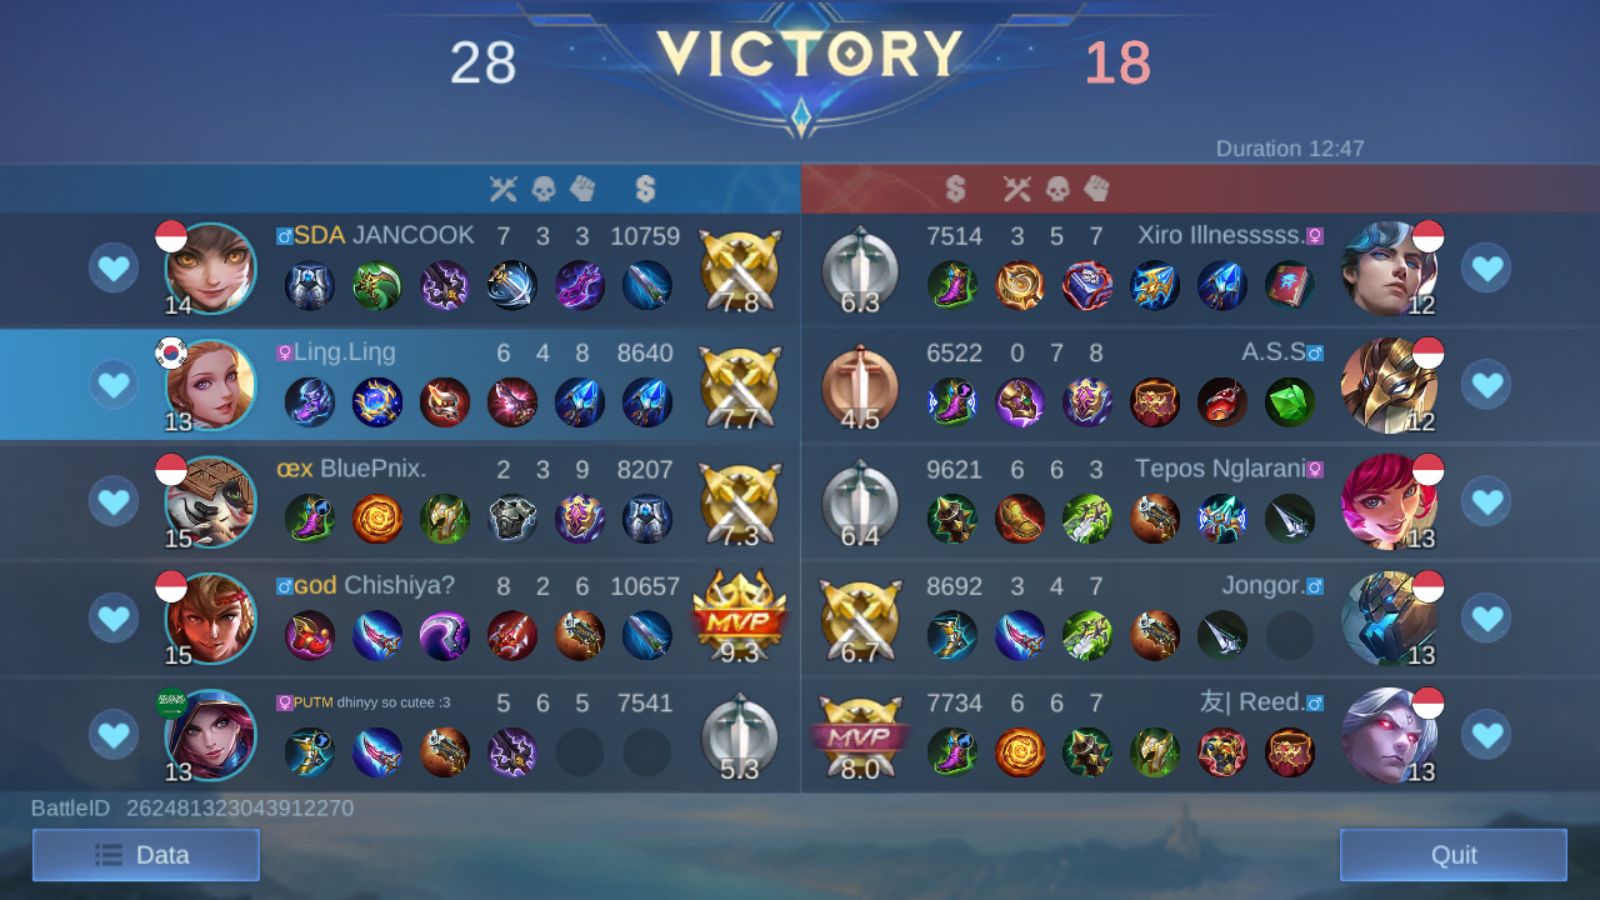 28 VICTORY 18
Duration 12:47
SDA JANCOOK 7 3 3 10759
14 7.8
7514 3 5 7 Xiro Illnesssss.
6.3 12
Liŋg.Liŋg 6 4 8 8640
13 7.7
6522 0 7 8 A.S.S
4.5 12
œx BluePnix. 2 3 9 8207
15 7.3
9621 6 6 3 Tepos Nglarani
6.4 13
god Chishiya? 8 2 6 10657
MVP
15 9.3
8692 3 4 7 Jongor.
6.7 13
PUTM dhinyy so cutee :3 5 6 5 7541
13 5.3
7734 6 6 7 友| Reed.
MVP
8.0 13
BattleID 262481323043912270
Data
Quit